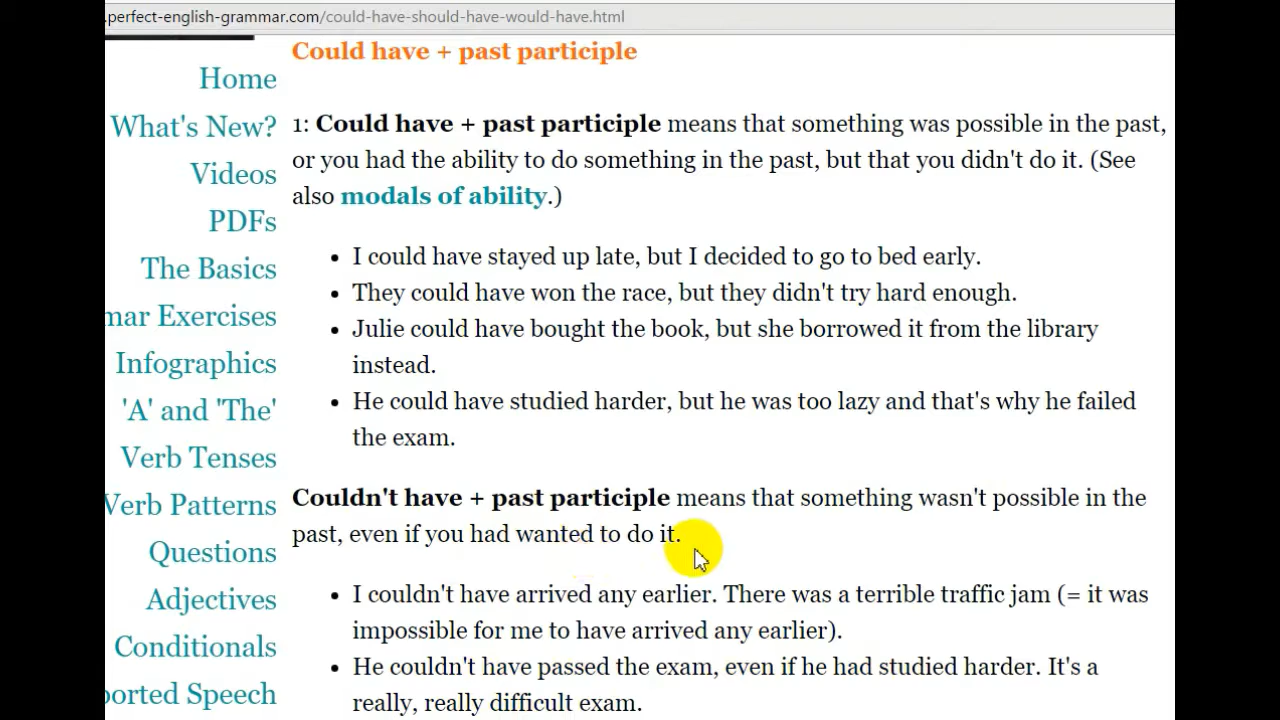 .perfect-english-grammar.com/could-have-should-have-would-have.html
Home
What's New?
Videos
PDFs
The Basics
mar Exercises
Infographics
'A' and 'The'
Verb Tenses
Verb Patterns
Questions
Adjectives
Conditionals
orted Speech
Could have + past participle
1: Could have + past participle means that something was possible in the past,
or you had the ability to do something in the past, but that you didn't do it. (See
also modals of ability.)
• I could have stayed up late, but I decided to go to bed early.
• They could have won the race, but they didn't try hard enough.
• Julie could have bought the book, but she borrowed it from the library
instead.
• He could have studied harder, but he was too lazy and that's why he failed
the exam.
Couldn't have + past participle means that something wasn't possible in the
past, even if you had wanted to do it.
• I couldn't have arrived any earlier. There was a terrible traffic jam (= it was
impossible for me to have arrived any earlier).
• He couldn't have passed the exam, even if he had studied harder. It's a
really, really difficult exam.